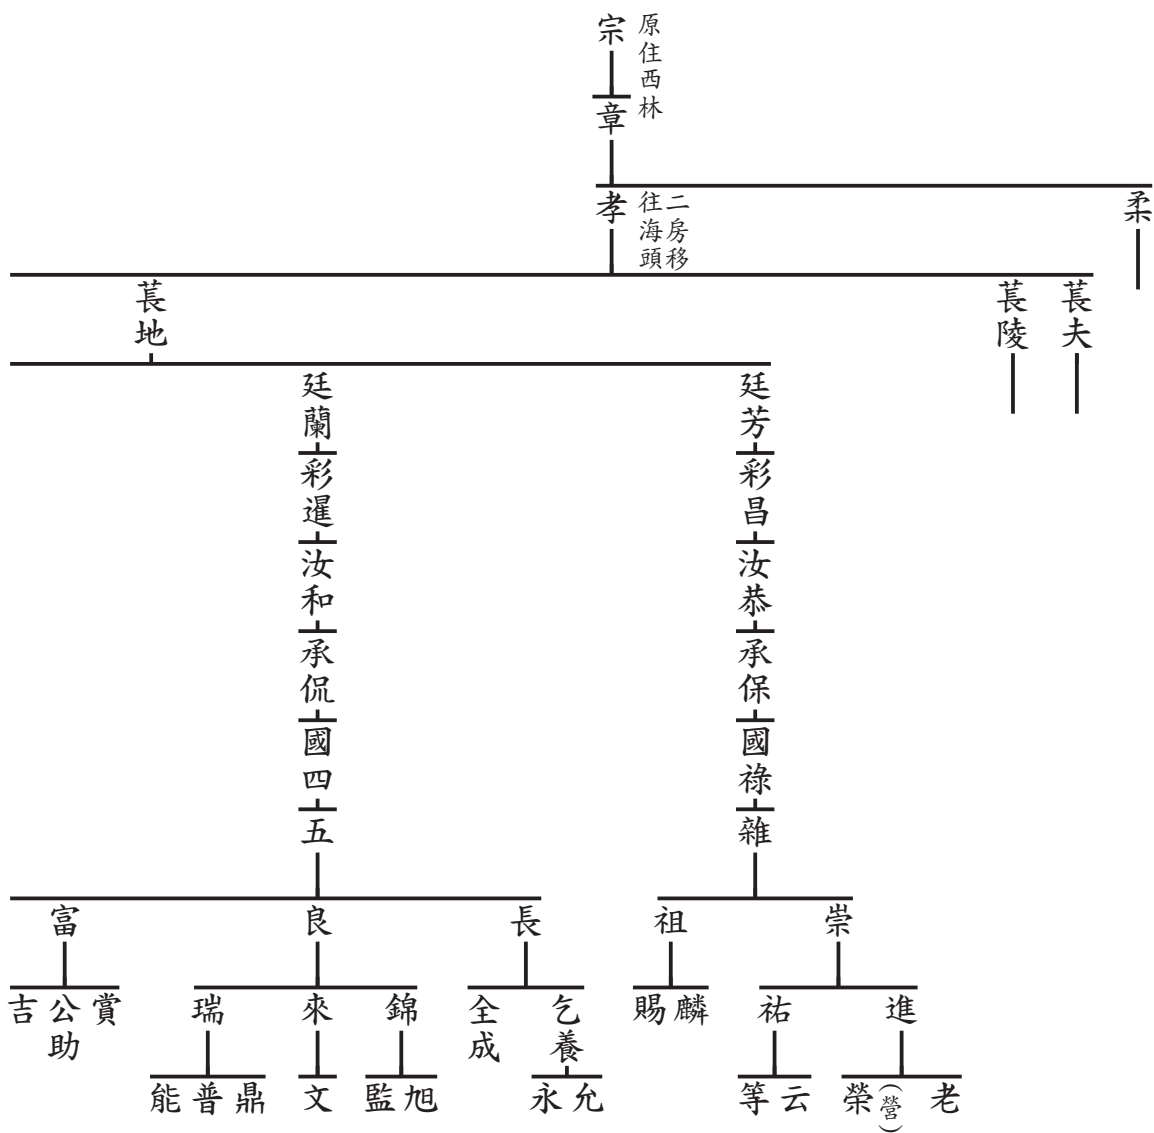 宗
原住西林
章
柔
孝
二房移
往海頭
萇夫
萇陵
萇地
廷芳
廷蘭
彩昌
彩暹
汝恭
汝和
承保
承侃
國祿
國四
雜
五
崇
祖
長
良
富
進
祐
麟
賜
乞養
全成
錦
來
瑞
賞
公助
吉
老
榮(營)
云
等
允
永
旭
監
文
鼎
普
能